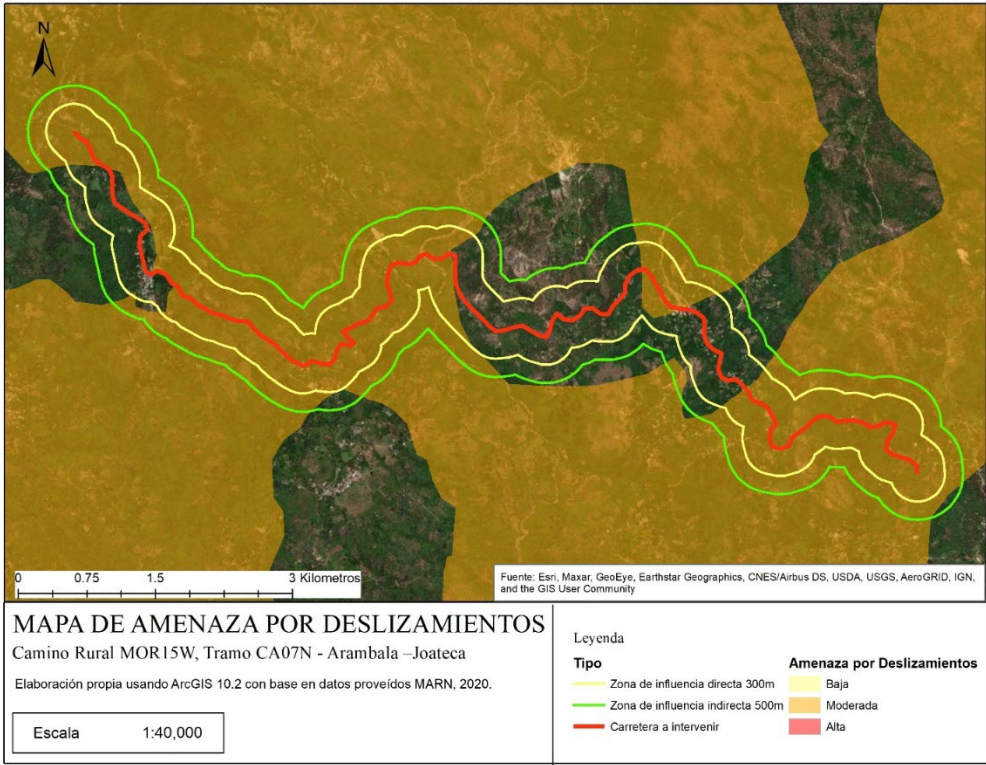 N
0 0.75 1.5 3 Kilometros
Fuente: Esri, Maxar, GeoEye, Earthstar Geographics, CNES/Airbus DS, USDA, USGS, AeroGRID, IGN,
and the GIS User Community
MAPA DE AMENAZA POR DESLIZAMIENTOS
Camino Rural MOR15W, Tramo CA07N - Arambala –Joateca
Elaboración propia usando ArcGIS 10.2 con base en datos proveídos MARN, 2020.
Escala 1:40,000
Leyenda
Tipo
Zona de influencia directa 300m
Zona de influencia indirecta 500m
Carretera a intervenir
Amenaza por Deslizamientos
Baja
Moderada
Alta